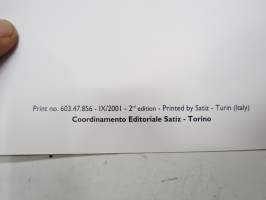 Print no. 603.47.856 - IX/2001 - 2nd edition - Printed by Satiz - Turin (Italy)
Coordinamento Editoriale Satiz - Torino